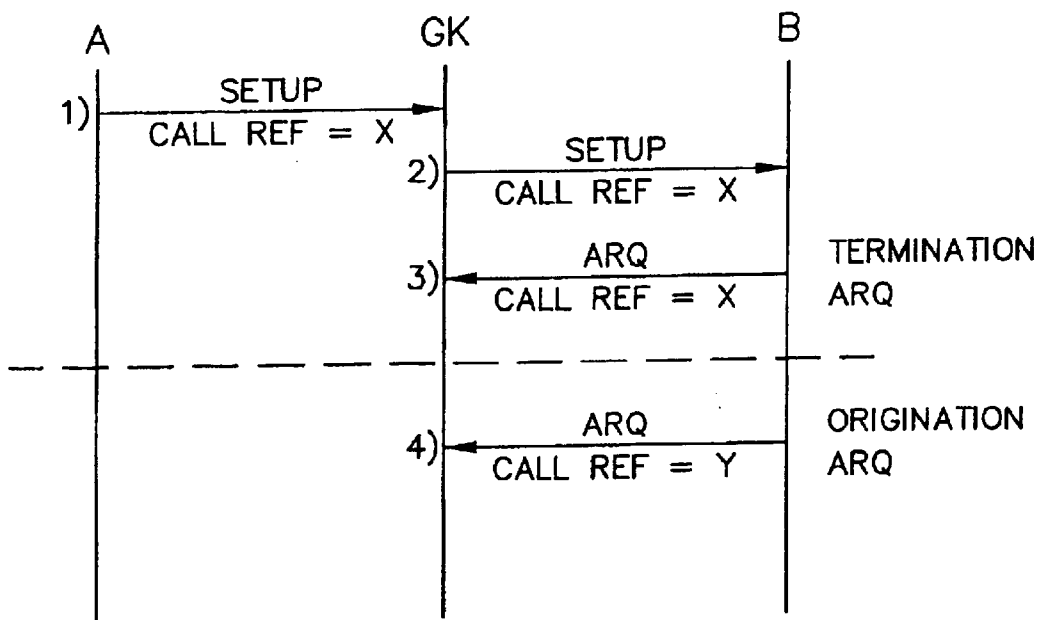 A
GK
B
1)
SETUP
CALL REF = X
2)
SETUP
CALL REF = X
3)
ARQ
CALL REF = X
TERMINATION
ARQ
4)
ARQ
CALL REF = Y
ORIGINATION
ARQ